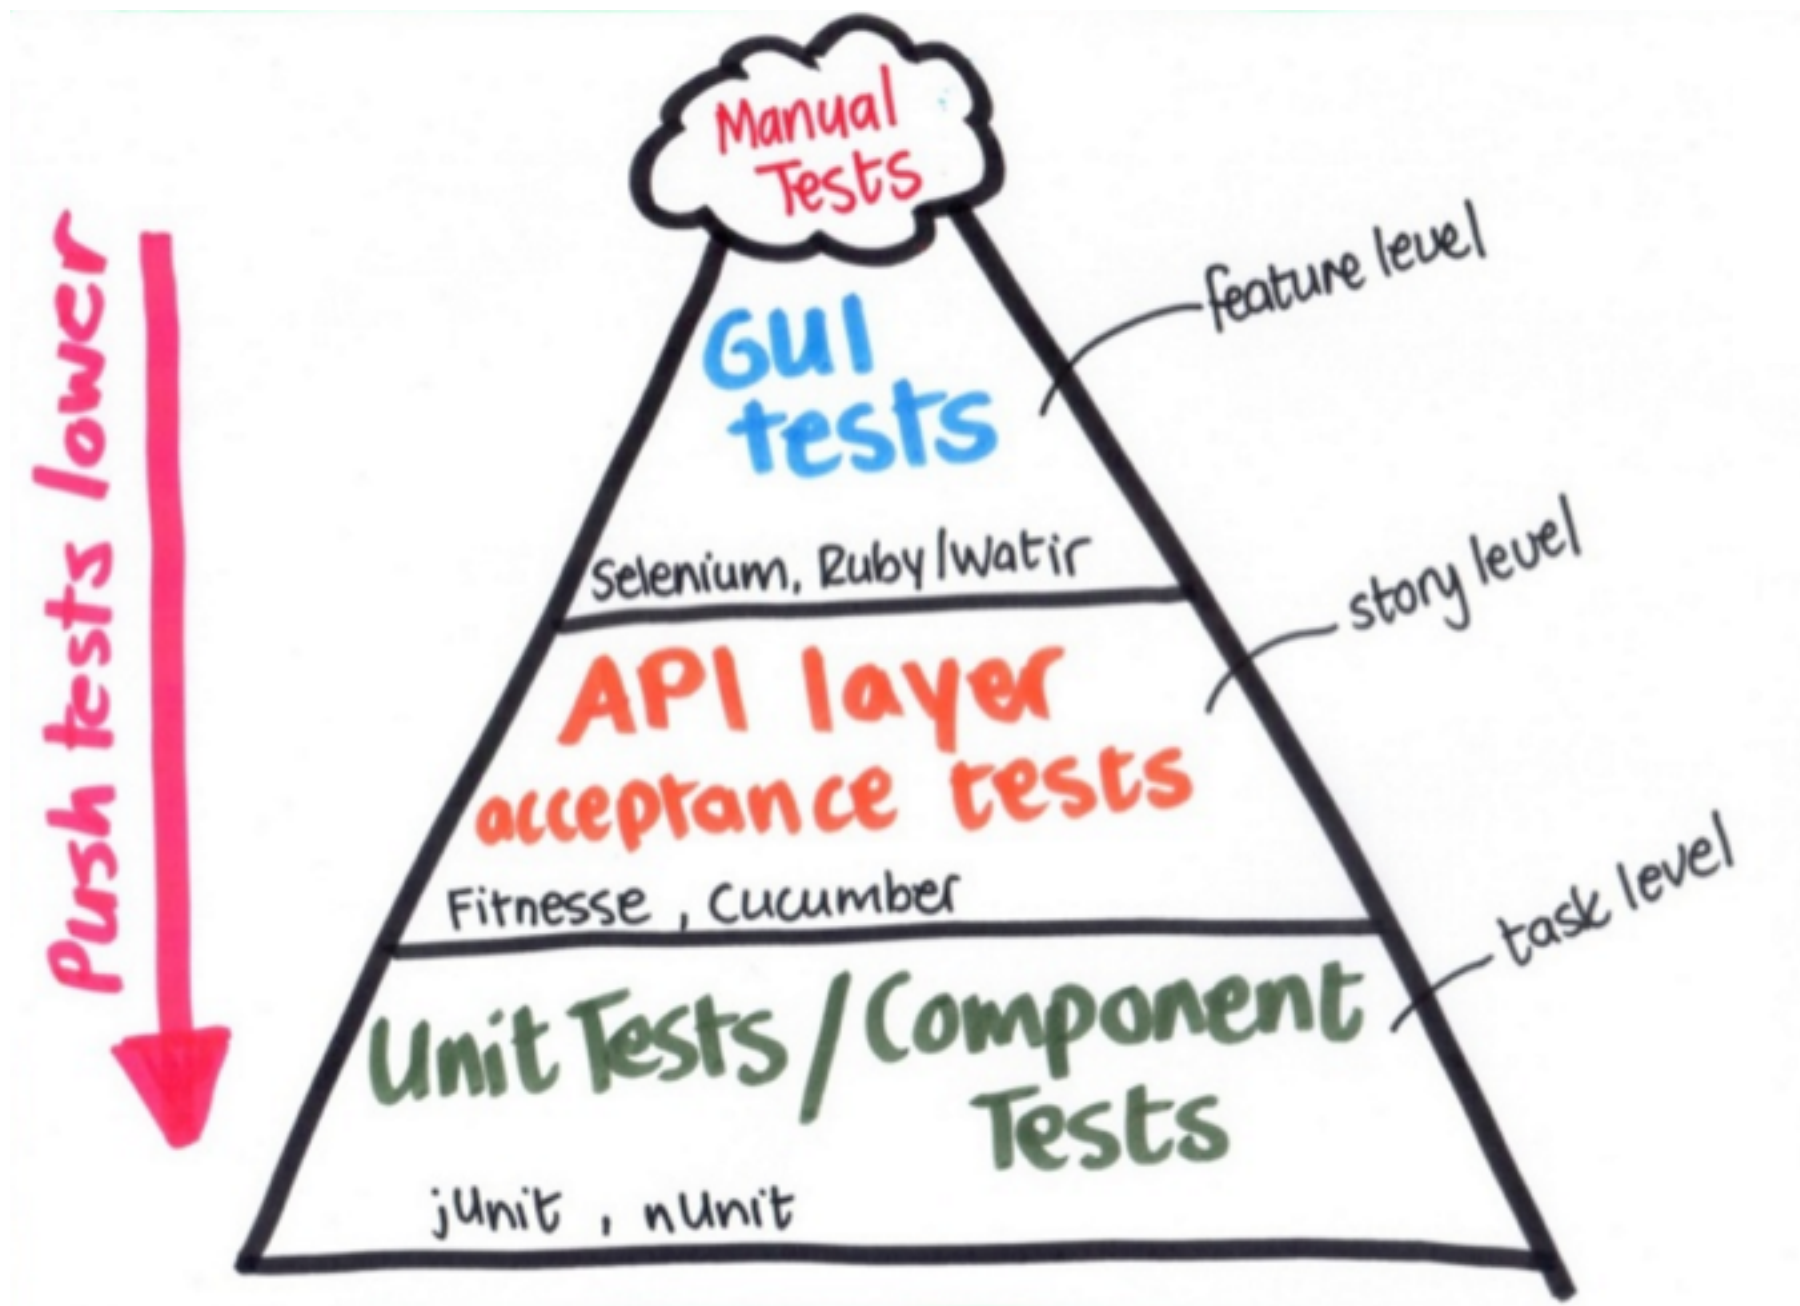 Manual
Tests
Push tests lower
feature level
GUI
tests
Selenium, Ruby/Watir
story level
API layer
acceptance tests
Fitnesse, Cucumber
task level
Unit Tests/Component
Tests
jUnit, nUnit